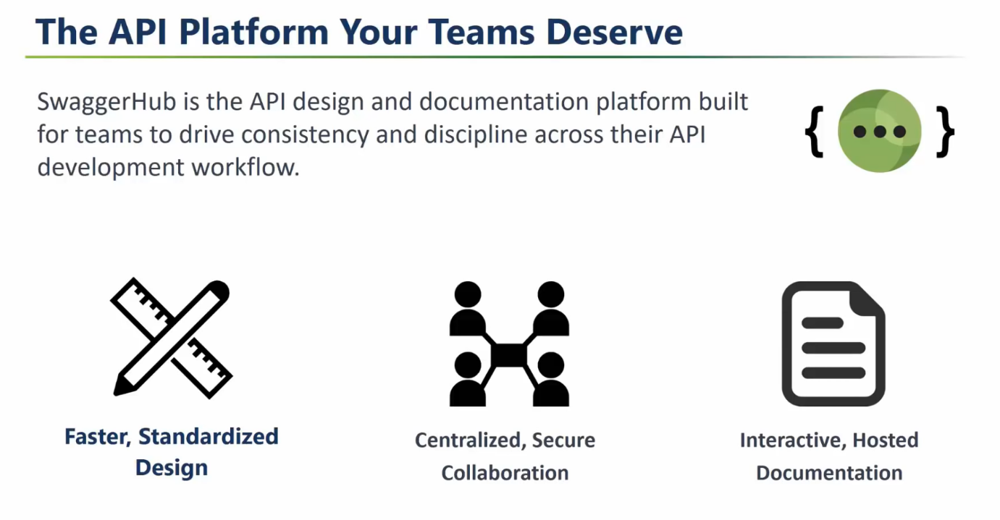 The API Platform Your Teams Deserve
SwaggerHub is the API design and documentation platform built
for teams to drive consistency and discipline across their API
development workflow.
{ ... }
Faster, Standardized
Design
Centralized, Secure
Collaboration
Interactive, Hosted
Documentation